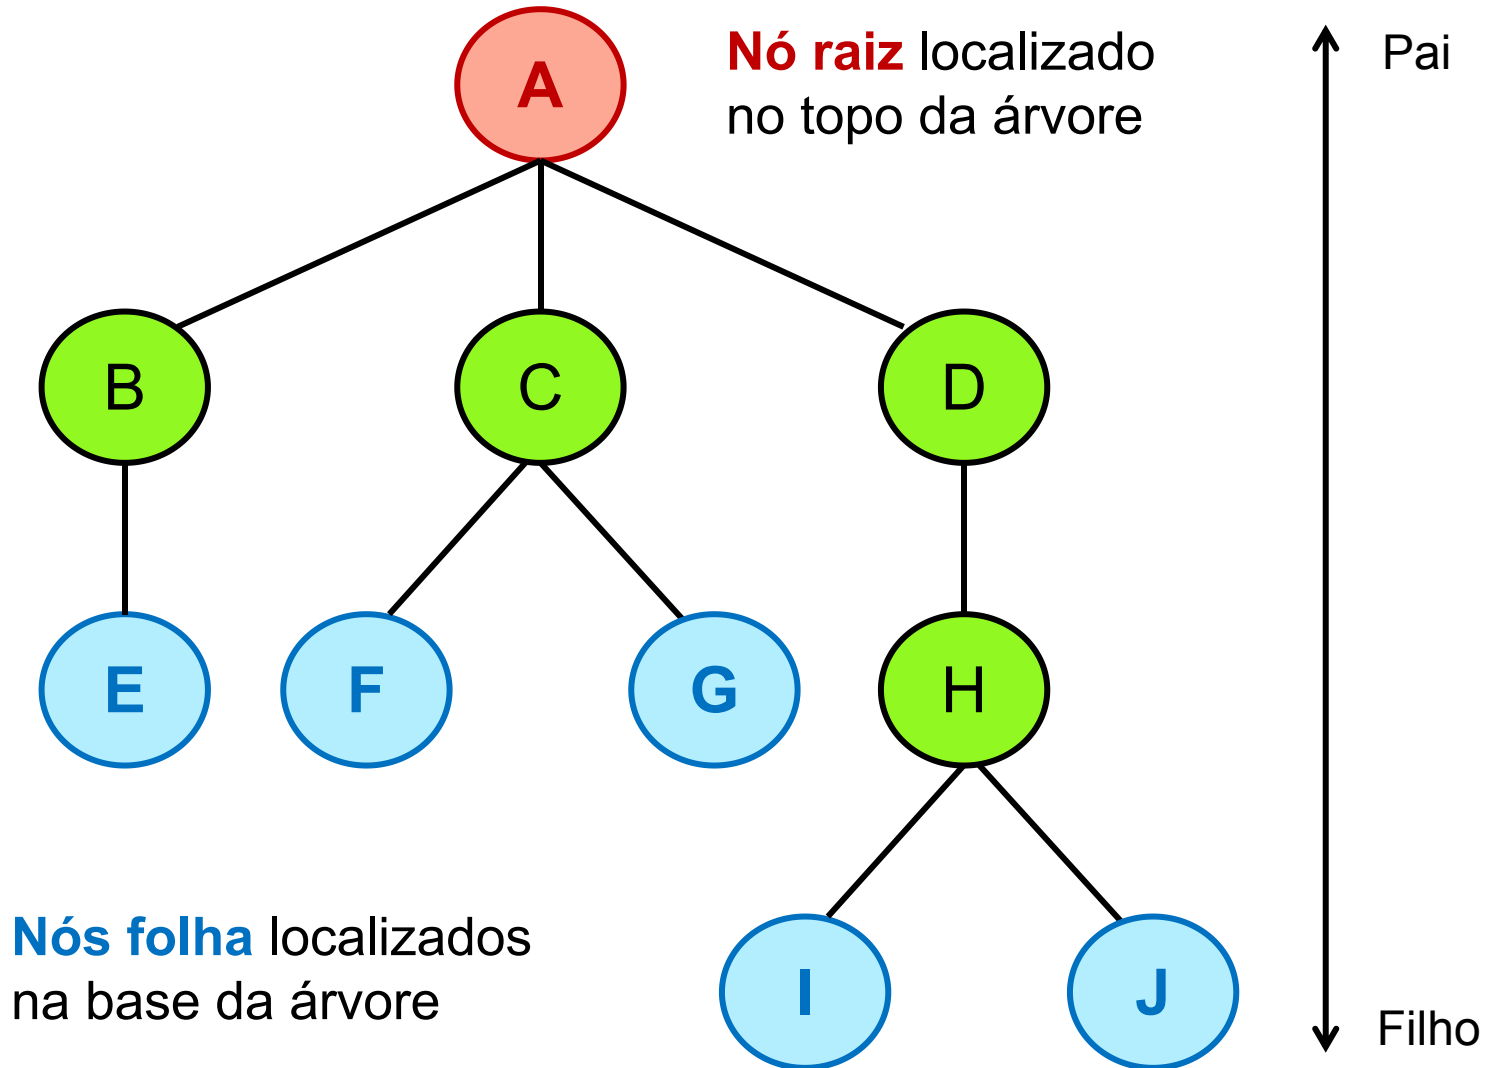 A
Nó raiz localizado
no topo da árvore
Pai
B
C
D
E
F
G
H
Nós folha localizados
na base da árvore
I
J
Filho